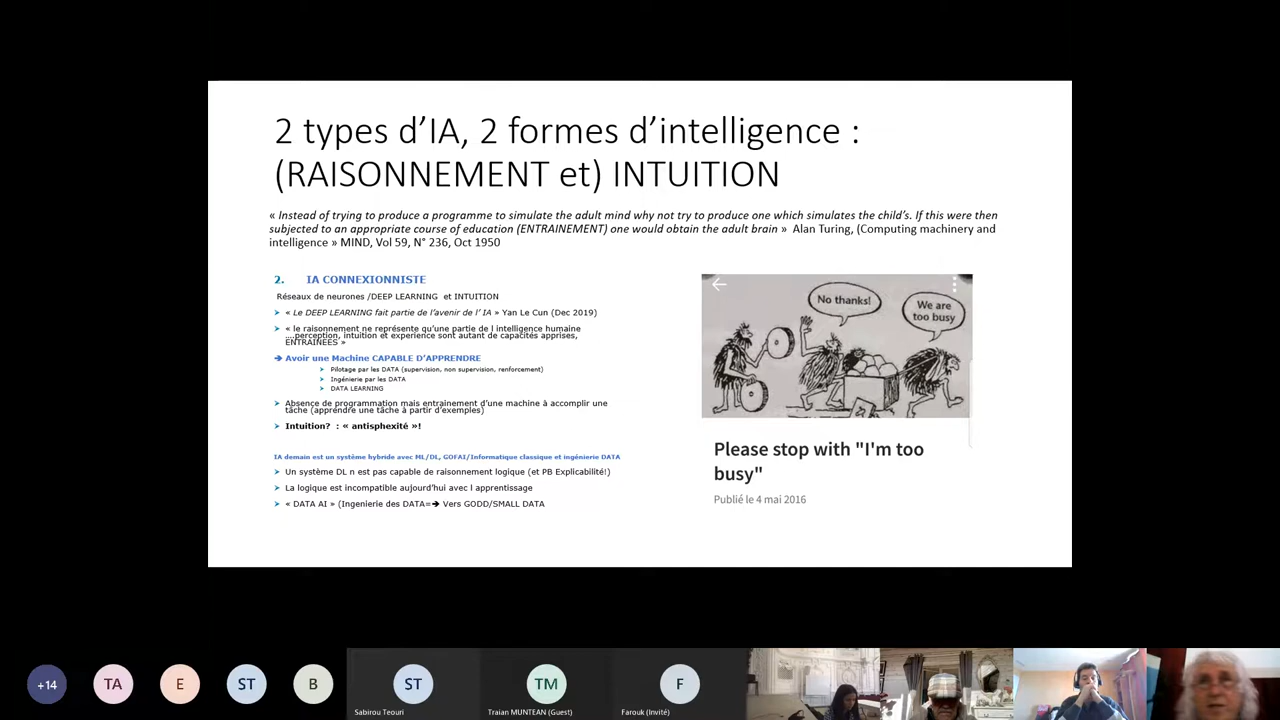 2 types d’IA, 2 formes d’intelligence :
(RAISONNEMENT et) INTUITION
« Instead of trying to produce a programme to simulate the adult mind why not try to produce one which simulates the child’s. If this were then
subjected to an appropriate course of education (ENTRAINEMENT) one would obtain the adult brain » Alan Turing, (Computing machinery and
intelligence » MIND, Vol 59, N° 236, Oct 1950
2. IA CONNEXIONNISTE
Réseaux de neurones /DEEP LEARNING et INTUITION
« Le DEEP LEARNING fait partie de l’avenir de l’ IA » Yan Le Cun (Dec 2019)
« le raisonnement ne représente qu’une partie de l intelligence humaine
….perception, intuition et experience sont autant de capacités apprises,
ENTRAINEES »
➔ Avoir une Machine CAPABLE D’APPRENDRE
Pilotage par les DATA (supervision, non supervision, renforcement)
Ingénierie par les DATA
DATA LEARNING
Absence de programmation mais entrainement d’une machine à accomplir une
tâche (apprendre une tâche à partir d’exemples)
Intuition? : « antisphexité »!
IA demain est un système hybride avec ML/DL, GOFAI/Informatique classique et ingénierie DATA
Un système DL n est pas capable de raisonnement logique (et PB Explicabilité!)
La logique est incompatible aujourd’hui avec l apprentissage
« DATA AI » (Ingenierie des DATA=➔ Vers GODD/SMALL DATA
No thanks!
We are
too busy
Please stop with "I'm too
busy"
Publié le 4 mai 2016
+14
TA
E
ST
B
ST
Sabirou Teouri
TM
Traian MUNTEAN (Guest)
F
Farouk (Invité)